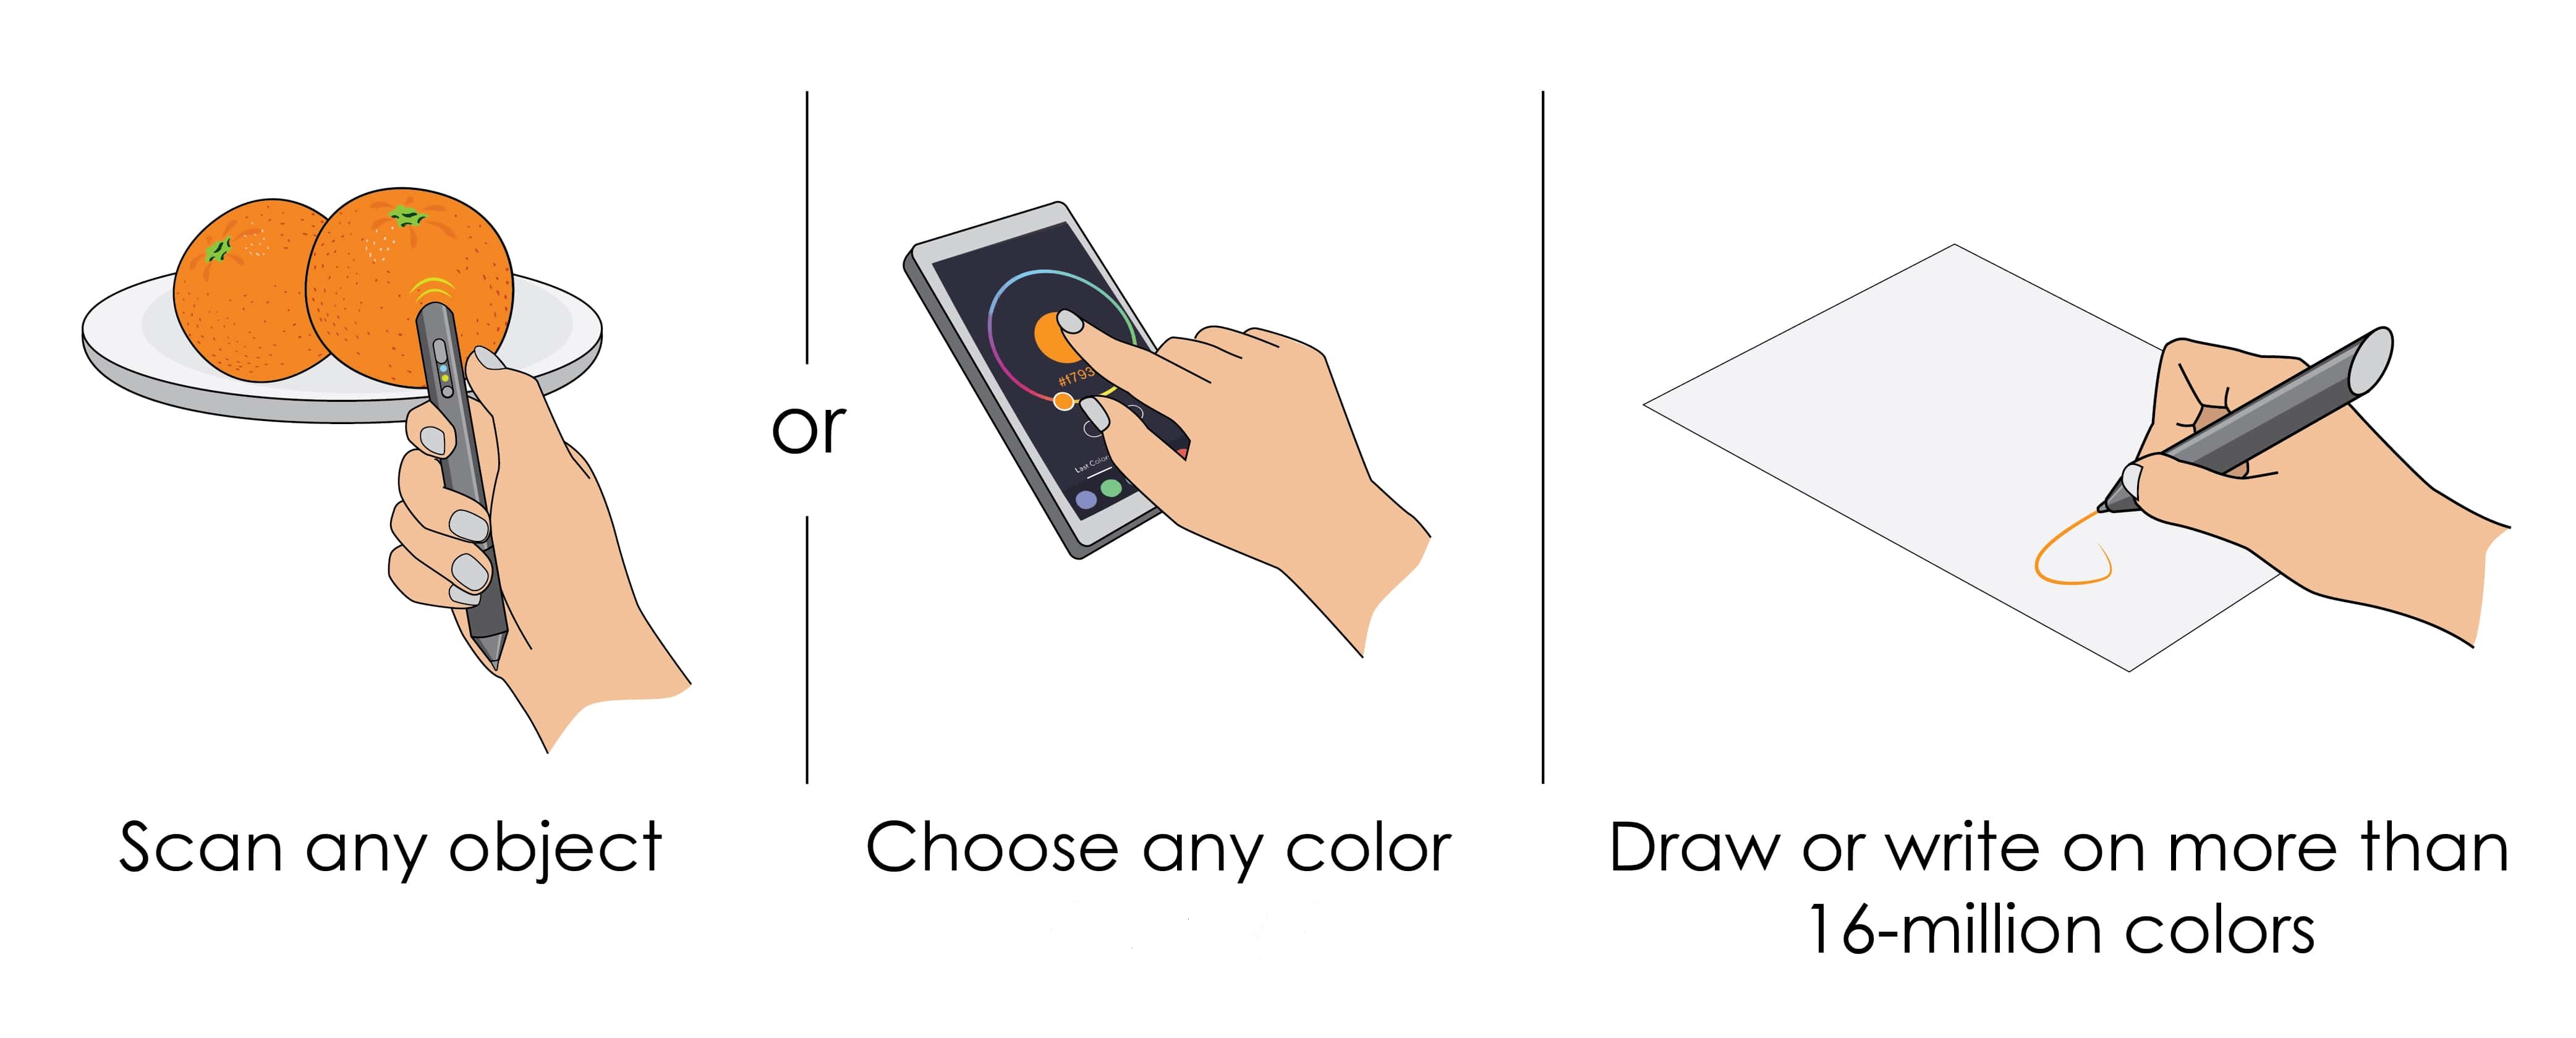 or
#f793
Last Color
Scan any object
Choose any color
Draw or write on more than
16-million colors